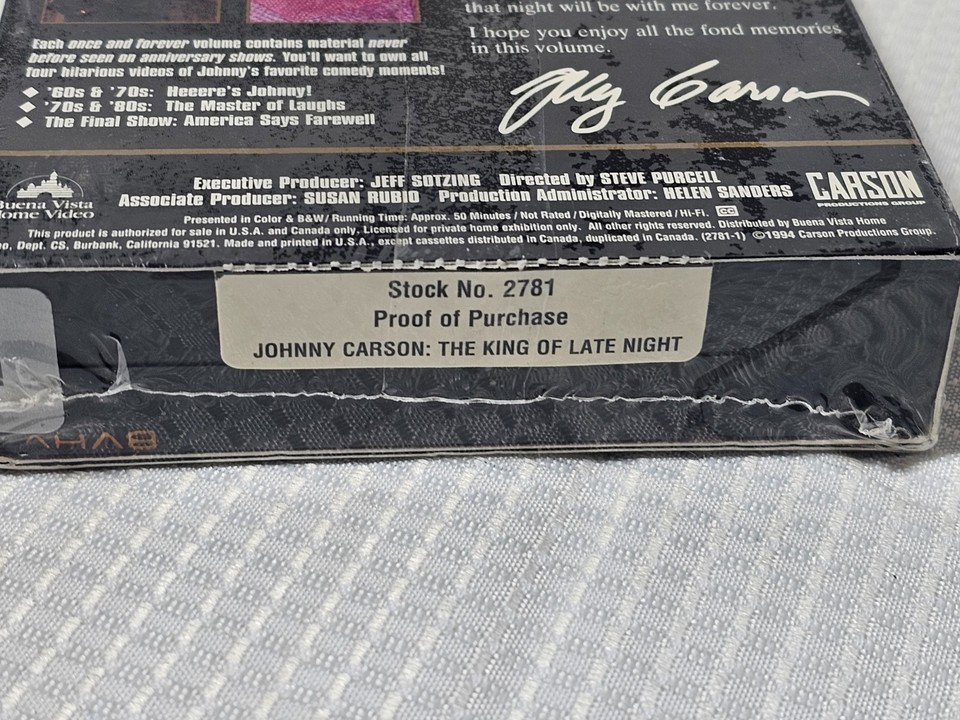 that night will be with me forever.
I hope you enjoy all the fond memories
in this volume.
Johnny Carson
Each once and forever volume contains material never
before seen on anniversary shows. You'll want to own all
four hilarious videos of Johnny's favorite comedy moments!
◆ '60s & '70s: Heeere's Johnny!
◆ '70s & '80s: The Master of Laughs
◆ The Final Show: America Says Farewell
Buena Vista
Home Video
Executive Producer: JEFF SOTZING Directed by STEVE PURCELL
Associate Producer: SUSAN RUBIO Production Administrator: HELEN SANDERS
CARSON
PRODUCTIONS GROUP
Presented in Color & B&W/ Running Time: Approx. 50 Minutes / Not Rated / Digitally Mastered / Hi-Fi. CC
This product is authorized for sale in U.S.A. and Canada only. Licensed for private home exhibition only. All other rights reserved. Distributed by Buena Vista Home
eo, Dept. CS, Burbank, California 91521. Made and printed in U.S.A., except cassettes distributed in Canada, duplicated in Canada. (2781-1) ©1994 Carson Productions Group.
Stock No. 2781
Proof of Purchase
JOHNNY CARSON: THE KING OF LATE NIGHT